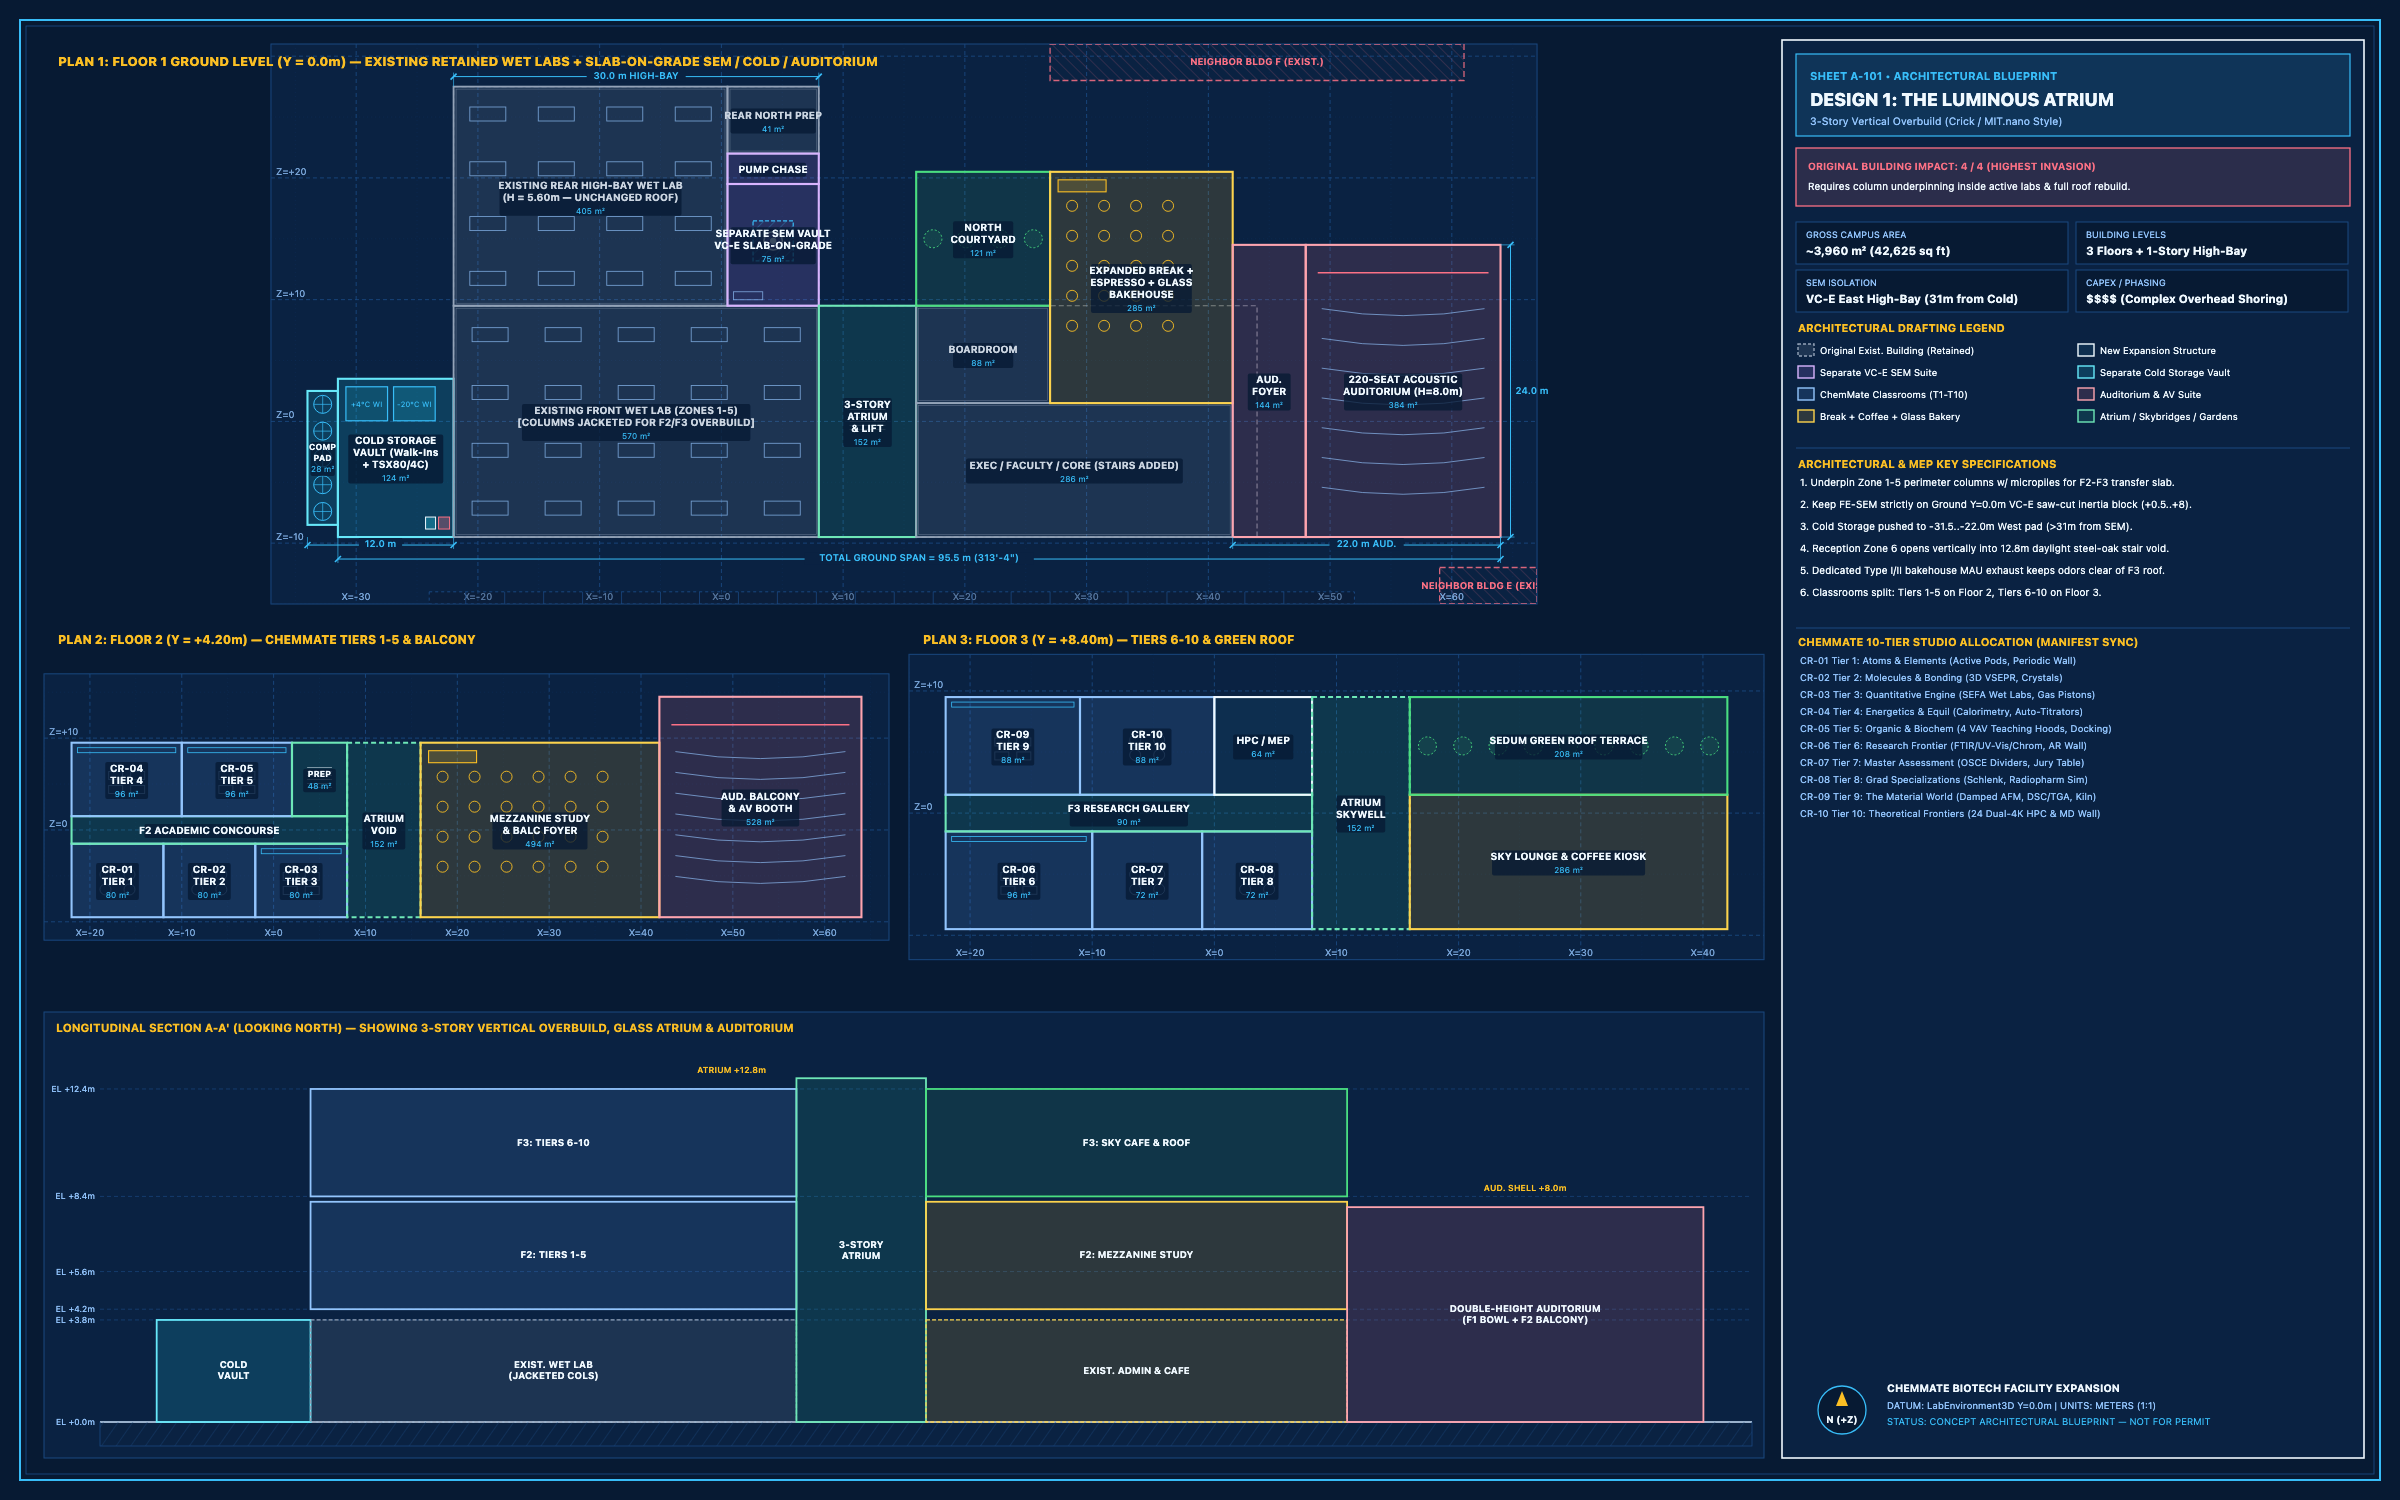 PLAN 1: FLOOR 1 GROUND LEVEL (Y = 0.0m) — EXISTING RETAINED WET LABS + SLAB-ON-GRADE SEM / COLD / AUDITORIUM
NEIGHBOR BLDG F (EXIST.)
30.0 m HIGH-BAY
REAR NORTH PREP
41 m²
PUMP CHASE
Z=+20
EXISTING REAR HIGH-BAY WET LAB
(H = 5.60m — UNCHANGED ROOF)
405 m²
SEPARATE SEM VAULT
VC-E SLAB-ON-GRADE
75 m²
NORTH
COURTYARD
121 m²
EXPANDED BREAK +
ESPRESSO + GLASS
BAKEHOUSE
285 m²
Z=+10
BOARDROOM
88 m²
AUD.
FOYER
144 m²
220-SEAT ACOUSTIC
AUDITORIUM (H=8.0m)
384 m²
24.0 m
+4°C WI
-20°C WI
Z=0
EXISTING FRONT WET LAB (ZONES 1-5)
[COLUMNS JACKETED FOR F2/F3 OVERBUILD]
570 m²
3-STORY
ATRIUM
& LIFT
152 m²
COMP
PAD
28 m²
COLD STORAGE
VAULT (Walk-Ins
+ TSX80/4C)
124 m²
EXEC / FACULTY / CORE (STAIRS ADDED)
286 m²
Z=-10
12.0 m
22.0 m AUD.
TOTAL GROUND SPAN = 95.5 m (313'-4")
NEIGHBOR BLDG E (EXI
X=-30
X=-20
X=-10
X=0
X=10
X=20
X=30
X=40
X=50
X=60
PLAN 2: FLOOR 2 (Y = +4.20m) — CHEMMATE TIERS 1-5 & BALCONY
Z=+10
CR-04
TIER 4
96 m²
CR-05
TIER 5
96 m²
PREP
48 m²
Z=0
F2 ACADEMIC CONCOURSE
ATRIUM
VOID
152 m²
MEZZANINE STUDY
& BALC FOYER
494 m²
AUD. BALCONY
& AV BOOTH
528 m²
CR-01
TIER 1
80 m²
CR-02
TIER 2
80 m²
CR-03
TIER 3
80 m²
X=-20
X=-10
X=0
X=10
X=20
X=30
X=40
X=50
X=60
PLAN 3: FLOOR 3 (Y = +8.40m) — TIERS 6-10 & GREEN ROOF
Z=+10
CR-09
TIER 9
88 m²
CR-10
TIER 10
88 m²
HPC / MEP
64 m²
SEDUM GREEN ROOF TERRACE
208 m²
Z=0
F3 RESEARCH GALLERY
90 m²
ATRIUM
SKYWELL
152 m²
CR-06
TIER 6
96 m²
CR-07
TIER 7
72 m²
CR-08
TIER 8
72 m²
SKY LOUNGE & COFFEE KIOSK
286 m²
X=-20
X=-10
X=0
X=10
X=20
X=30
X=40
LONGITUDINAL SECTION A-A' (LOOKING NORTH) — SHOWING 3-STORY VERTICAL OVERBUILD, GLASS ATRIUM & AUDITORIUM
ATRIUM +12.8m
EL +12.4m
F3: TIERS 6-10
F3: SKY CAFE & ROOF
EL +8.4m
AUD. SHELL +8.0m
F2: TIERS 1-5
3-STORY
ATRIUM
F2: MEZZANINE STUDY
EL +5.6m
EL +4.2m
EL +3.8m
DOUBLE-HEIGHT AUDITORIUM
(F1 BOWL + F2 BALCONY)
COLD
VAULT
EXIST. WET LAB
(JACKETED COLS)
EXIST. ADMIN & CAFE
EL +0.0m
SHEET A-101 • ARCHITECTURAL BLUEPRINT
DESIGN 1: THE LUMINOUS ATRIUM
3-Story Vertical Overbuild (Crick / MIT.nano Style)
ORIGINAL BUILDING IMPACT: 4 / 4 (HIGHEST INVASION)
Requires column underpinning inside active labs & full roof rebuild.
GROSS CAMPUS AREA
~3,960 m² (42,625 sq ft)
BUILDING LEVELS
3 Floors + 1-Story High-Bay
SEM ISOLATION
VC-E East High-Bay (31m from Cold)
CAPEX / PHASING
$$$$ (Complex Overhead Shoring)
ARCHITECTURAL DRAFTING LEGEND
Original Exist. Building (Retained)
New Expansion Structure
Separate VC-E SEM Suite
Separate Cold Storage Vault
ChemMate Classrooms (T1-T10)
Auditorium & AV Suite
Break + Coffee + Glass Bakery
Atrium / Skybridges / Gardens
ARCHITECTURAL & MEP KEY SPECIFICATIONS
1. Underpin Zone 1-5 perimeter columns w/ micropiles for F2-F3 transfer slab.
2. Keep FE-SEM strictly on Ground Y=0.0m VC-E saw-cut inertia block (+0.5..+8).
3. Cold Storage pushed to -31.5..-22.0m West pad (>31m from SEM).
4. Reception Zone 6 opens vertically into 12.8m daylight steel-oak stair void.
5. Dedicated Type I/II bakehouse MAU exhaust keeps odors clear of F3 roof.
6. Classrooms split: Tiers 1-5 on Floor 2, Tiers 6-10 on Floor 3.
CHEMMATE 10-TIER STUDIO ALLOCATION (MANIFEST SYNC)
CR-01 Tier 1: Atoms & Elements (Active Pods, Periodic Wall)
CR-02 Tier 2: Molecules & Bonding (3D VSEPR, Crystals)
CR-03 Tier 3: Quantitative Engine (SEFA Wet Labs, Gas Pistons)
CR-04 Tier 4: Energetics & Equil (Calorimetry, Auto-Titrators)
CR-05 Tier 5: Organic & Biochem (4 VAV Teaching Hoods, Docking)
CR-06 Tier 6: Research Frontier (FTIR/UV-Vis/Chrom, AR Wall)
CR-07 Tier 7: Master Assessment (OSCE Dividers, Jury Table)
CR-08 Tier 8: Grad Specializations (Schlenk, Radiopharm Sim)
CR-09 Tier 9: The Material World (Damped AFM, DSC/TGA, Kiln)
CR-10 Tier 10: Theoretical Frontiers (24 Dual-4K HPC & MD Wall)
N (+Z)
CHEMMATE BIOTECH FACILITY EXPANSION
DATUM: LabEnvironment3D Y=0.0m | UNITS: METERS (1:1)
STATUS: CONCEPT ARCHITECTURAL BLUEPRINT — NOT FOR PERMIT